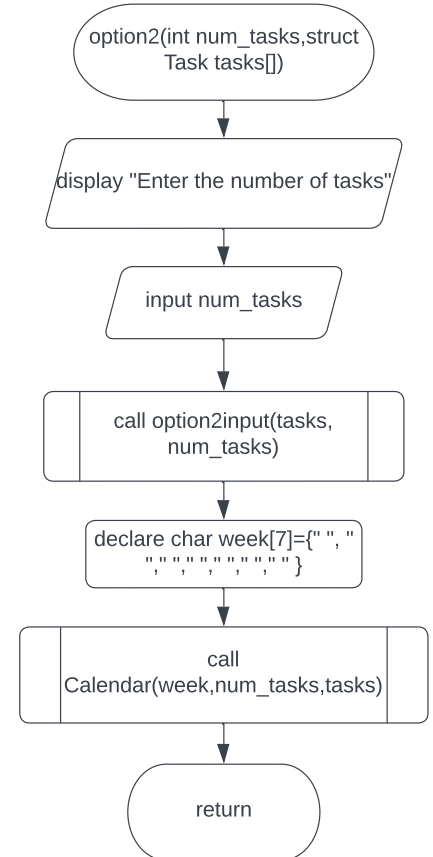 option2(int num_tasks,struct
Task tasks[])
display "Enter the number of tasks"
input num_tasks
call option2input(tasks,
num_tasks)
declare char week[7]={" ", "
"," "," "," "," "," " }
call
Calendar(week,num_tasks,tasks)
return